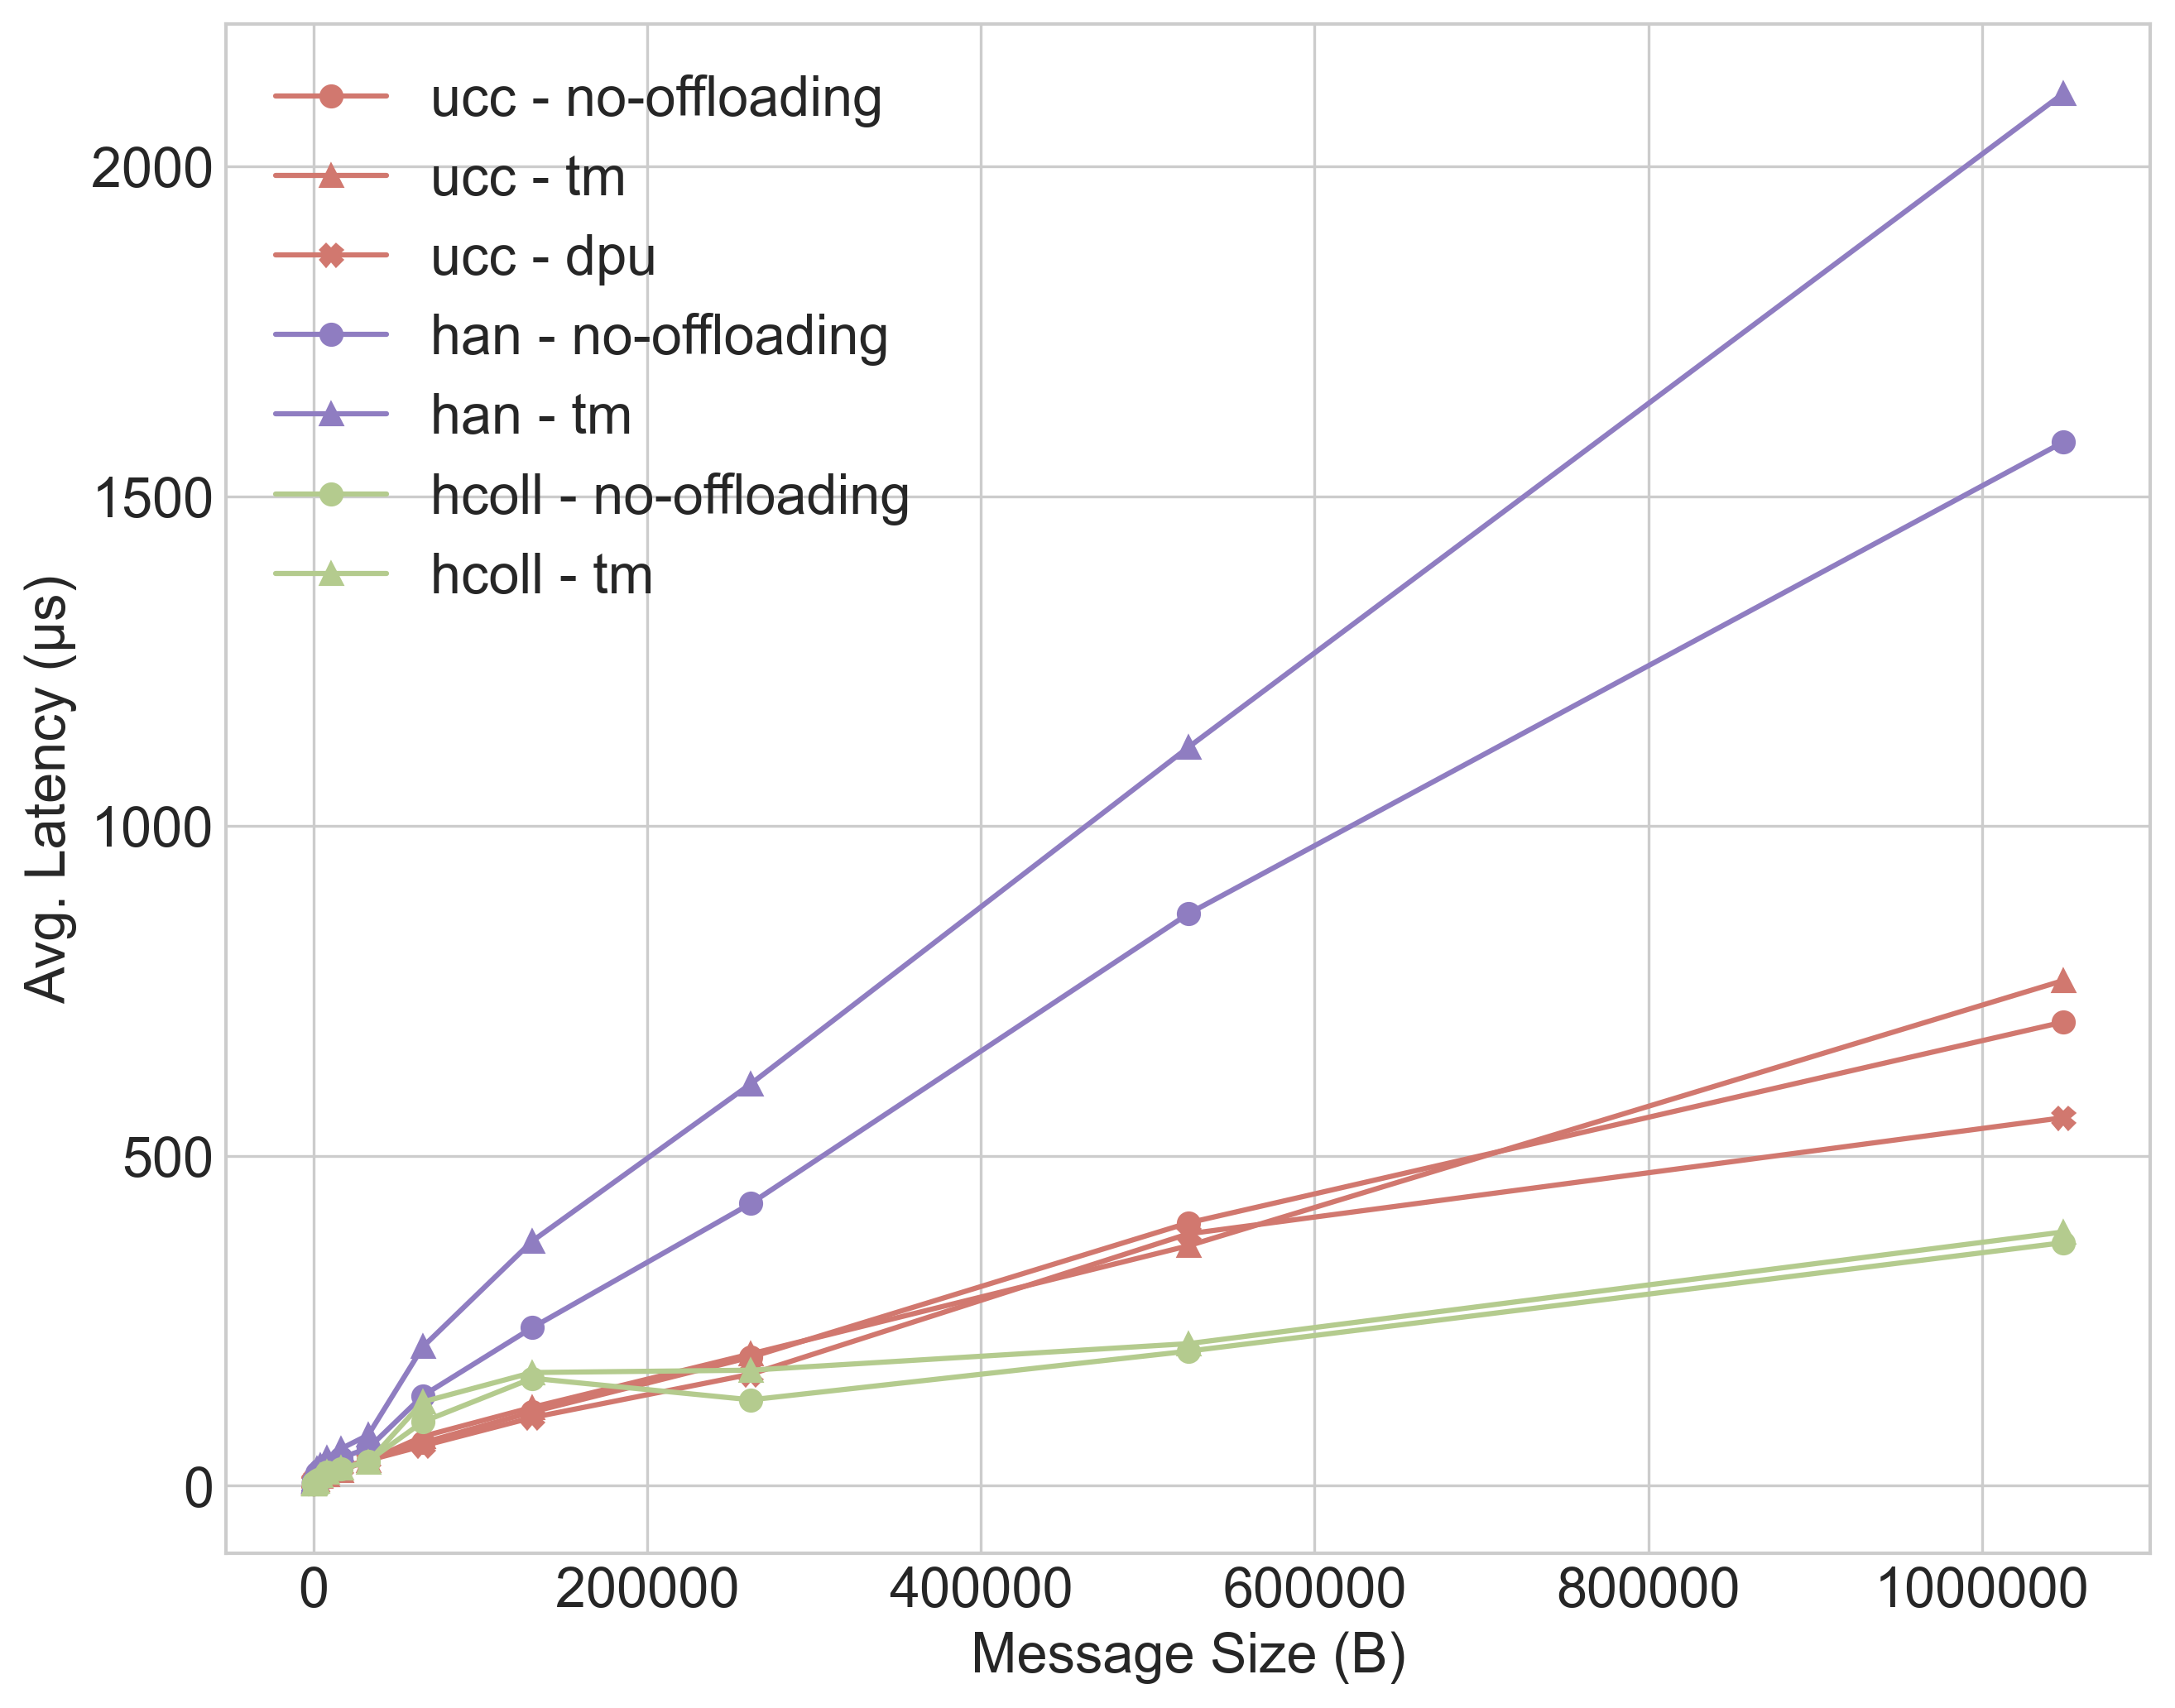 ucc - no-offloading
ucc - tm
ucc - dpu
han - no-offloading
han - tm
hcoll - no-offloading
hcoll - tm
2000
1500
1000
500
0
Avg. Latency (µs)
0 200000 400000 600000 800000 1000000
Message Size (B)